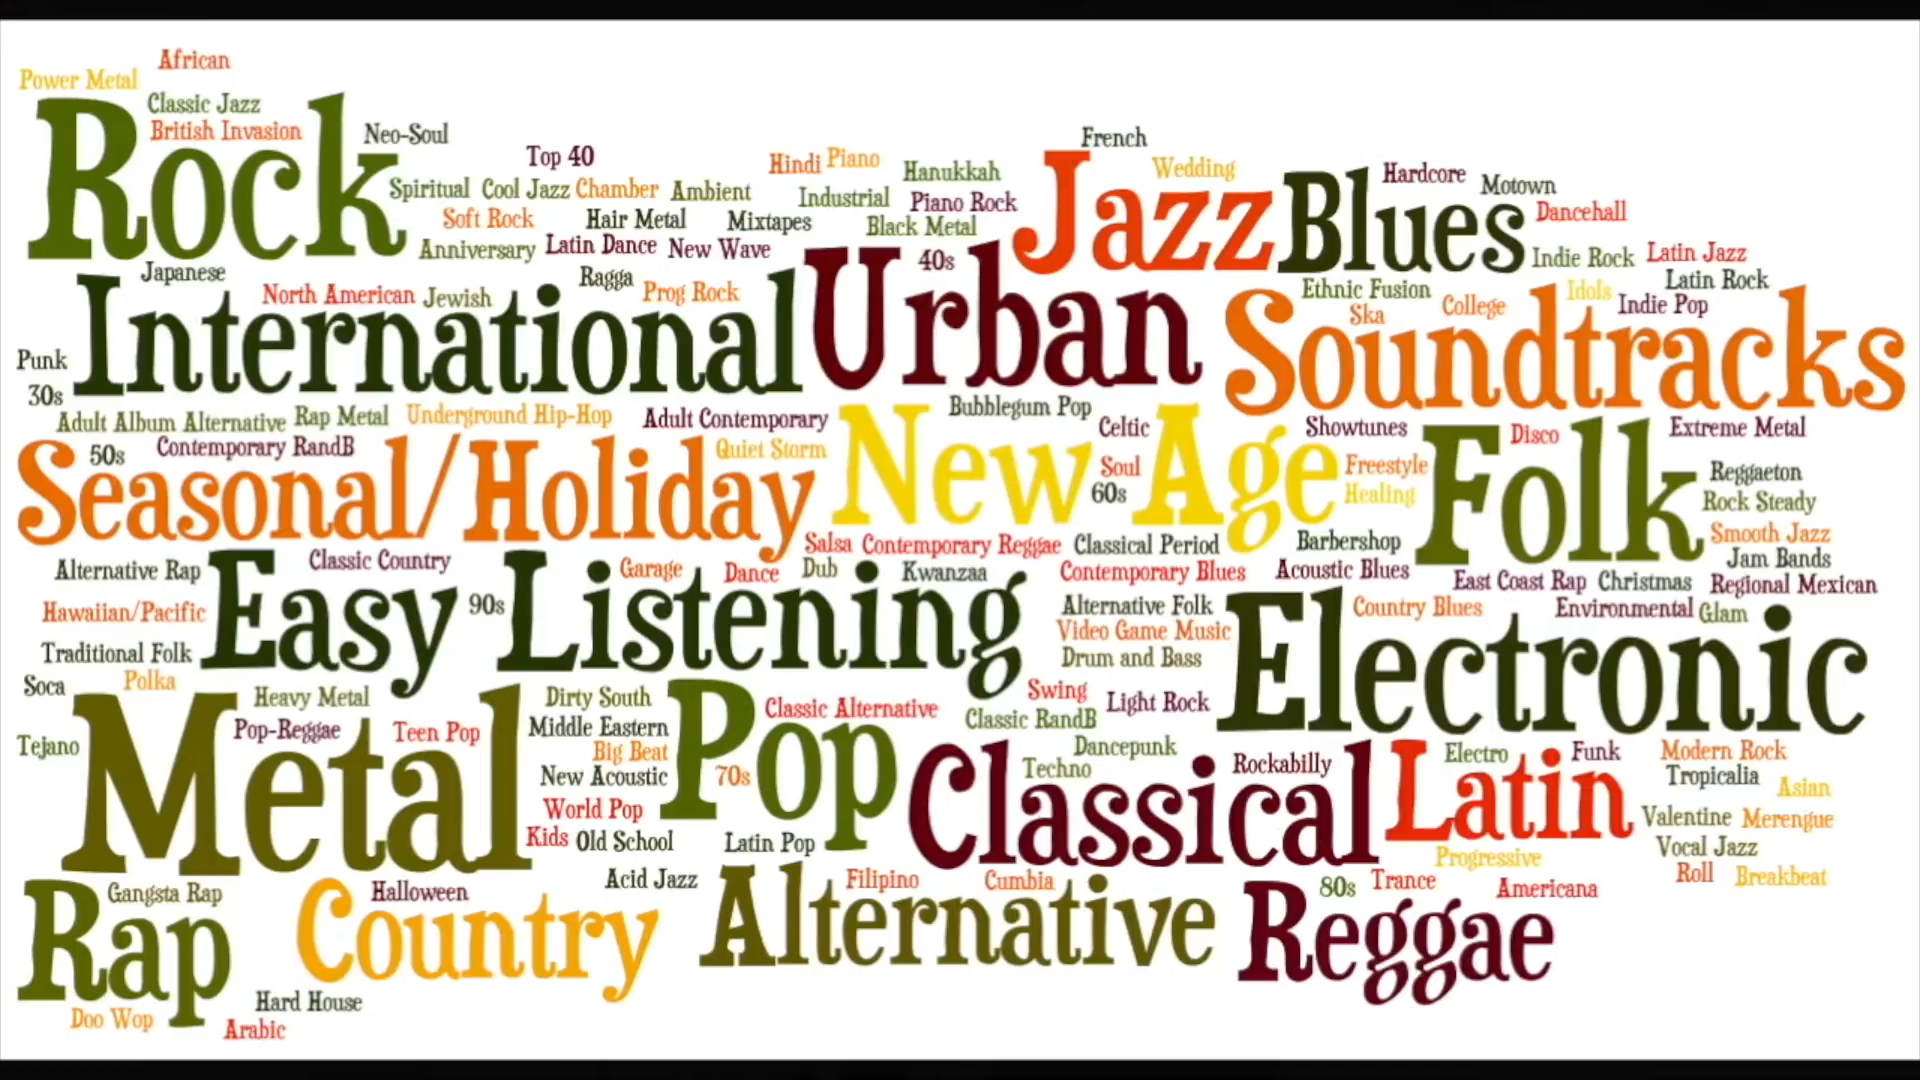 African
Power Metal
Classic Jazz
British Invasion
Rock
Neo-Soul
Top 40
Hindi
Piano
French
Spiritual
Cool Jazz
Chamber
Ambient
Industrial
Hanukkah
Wedding
Jazz
Blues
Hardcore
Motown
Soft Rock
Hair Metal
Mixtapes
Piano Rock
Black Metal
Dancehall
Anniversary
Latin Dance
New Wave
Indie Rock
Latin Jazz
Japanese
Ragga
40s
Urban
Ethnic Fusion
Latin Rock
North American
Jewish
Prog Rock
Ska
College
Idols
Indie Pop
International
Soundtracks
Punk
30s
Adult Album Alternative
Rap Metal
Underground Hip-Hop
Adult Contemporary
Bubblegum Pop
Celtic
Showtunes
Disco
Extreme Metal
50s
Contemporary RandB
Quiet Storm
Seasonal/Holiday
New Age
Soul
60s
Freestyle
Healing
Folk
Reggaeton
Rock Steady
Salsa
Contemporary Reggae
Classical Period
Barbershop
Smooth Jazz
Jam Bands
Alternative Rap
Classic Country
Garage
Dance
Dub
Kwanzaa
Contemporary Blues
Acoustic Blues
East Coast Rap
Christmas
Regional Mexican
Hawaiian/Pacific
Easy Listening
90s
Alternative Folk
Country Blues
Environmental
Glam
Video Game Music
Electronic
Traditional Folk
Drum and Bass
Soca
Polka
Heavy Metal
Dirty South
Swing
Light Rock
Pop-Reggae
Teen Pop
Middle Eastern
Pop
Classic Alternative
Classic RandB
Tejano
Metal
Big Beat
Dancepunk
New Acoustic
70s
Techno
Rockabilly
Classical
Latin
Electro
Funk
Modern Rock
Tropicalia
Asian
World Pop
Kids
Old School
Latin Pop
Valentine
Merengue
Vocal Jazz
Progressive
Acid Jazz
Filipino
Cumbia
80s
Trance
Americana
Roll
Breakbeat
Rap
Gangsta Rap
Halloween
Country
Alternative
Reggae
Hard House
Doo Wop
Arabic